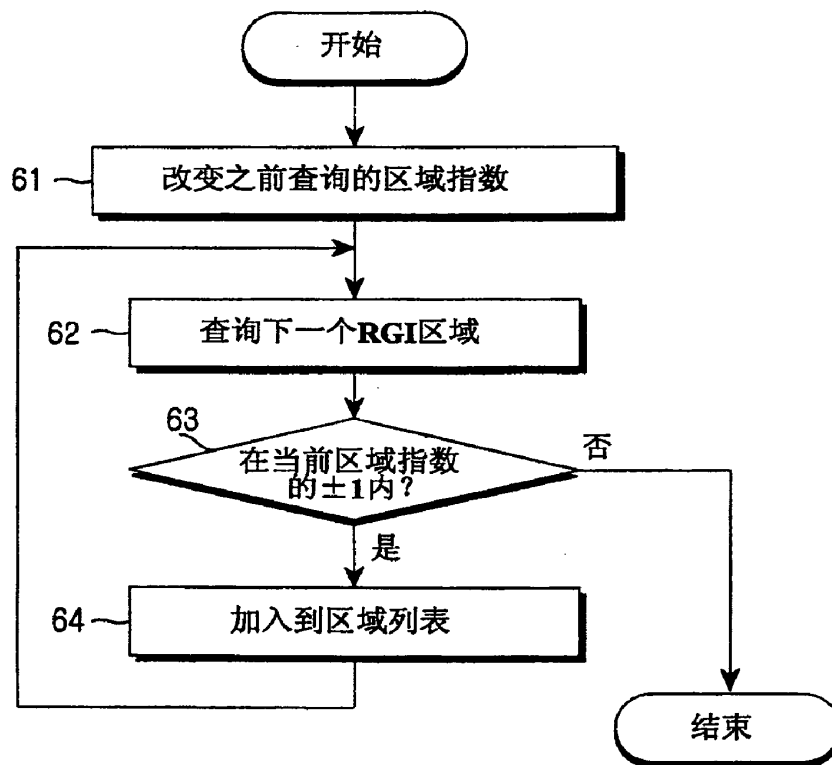 开始
61
改变之前查询的区域指数
62
查询下一个RGI区域
63
在当前区域指数
的±1内？
否
是
64
加入到区域列表
结束